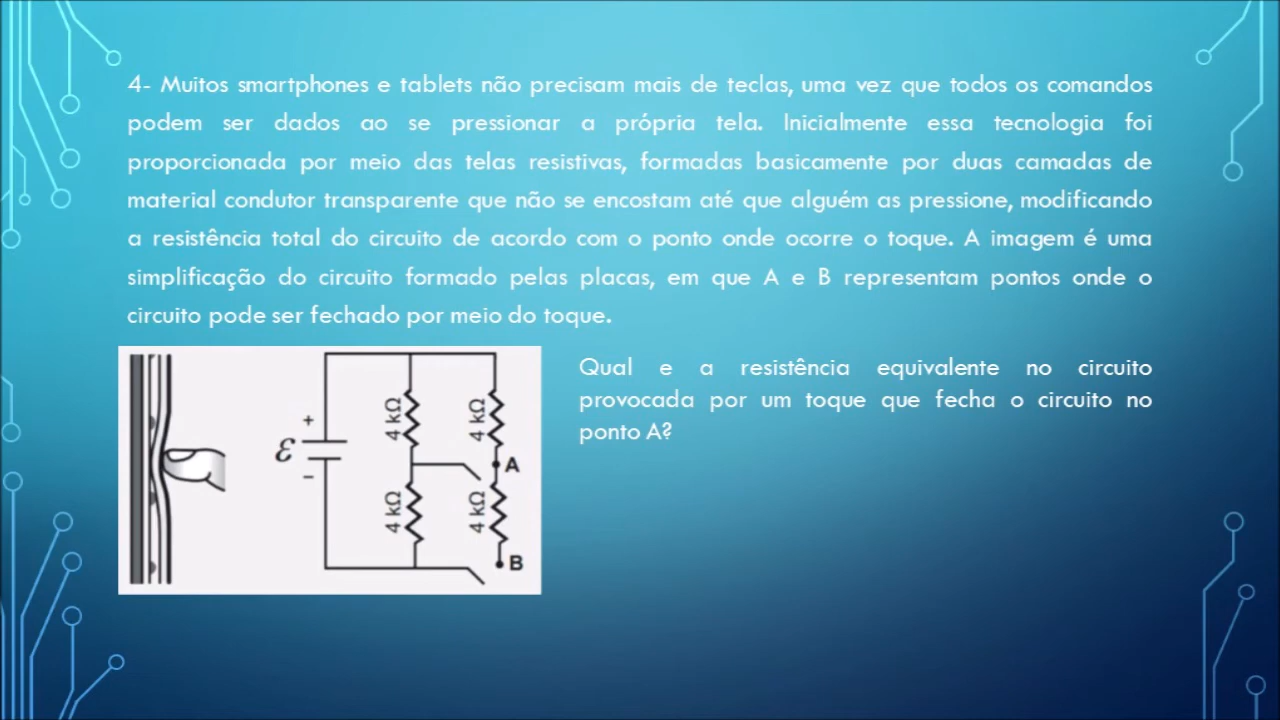 4- Muitos smartphones e tablets não precisam mais de teclas, uma vez que todos os comandos
podem ser dados ao se pressionar a própria tela. Inicialmente essa tecnologia foi
proporcionada por meio das telas resistivas, formadas basicamente por duas camadas de
material condutor transparente que não se encostam até que alguém as pressione, modificando
a resistência total do circuito de acordo com o ponto onde ocorre o toque. A imagem é uma
simplificação do circuito formado pelas placas, em que A e B representam pontos onde o
circuito pode ser fechado por meio do toque.
Qual e a resistência equivalente no circuito
provocada por um toque que fecha o circuito no
ponto A?
+
ε
−
4 kΩ
4 kΩ
A
4 kΩ
4 kΩ
B